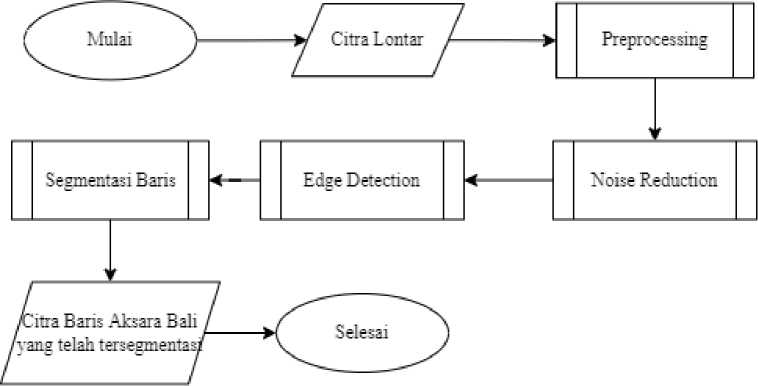 Mulai
Citra Lontar
Preprocessing
Noise Reduction
Edge Detection
Segmentasi Baris
Citra Baris Aksara Bali
yang telah tersegmentasi
Selesai